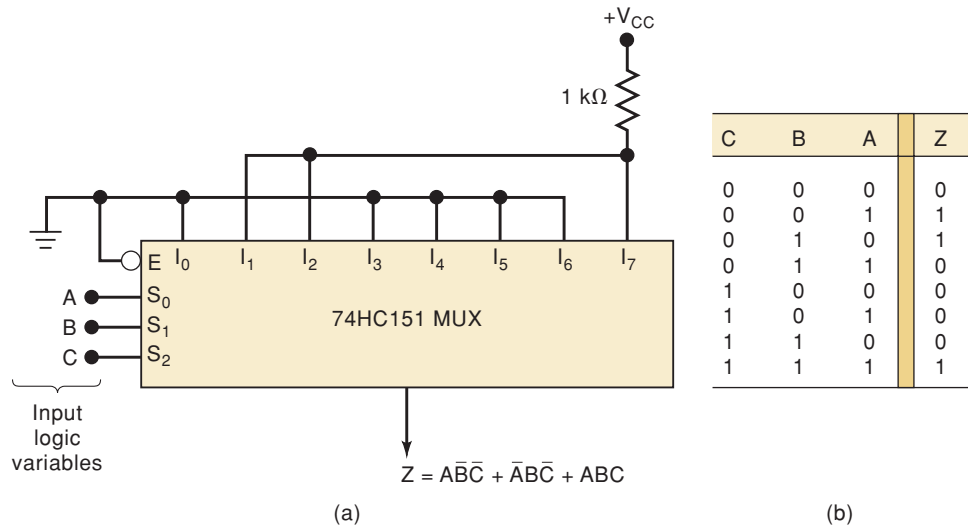 +V_CC
1 kΩ
E I₀ I₁ I₂ I₃ I₄ I₅ I₆ I₇
A S₀
B S₁
C S₂
74HC151 MUX
Input
logic
variables
Z = AB̅C̅ + A̅BC̅ + ABC
(a)
C B A Z
0 0 0 0
0 0 1 1
0 1 0 1
0 1 1 0
1 0 0 0
1 0 1 0
1 1 0 0
1 1 1 1
(b)